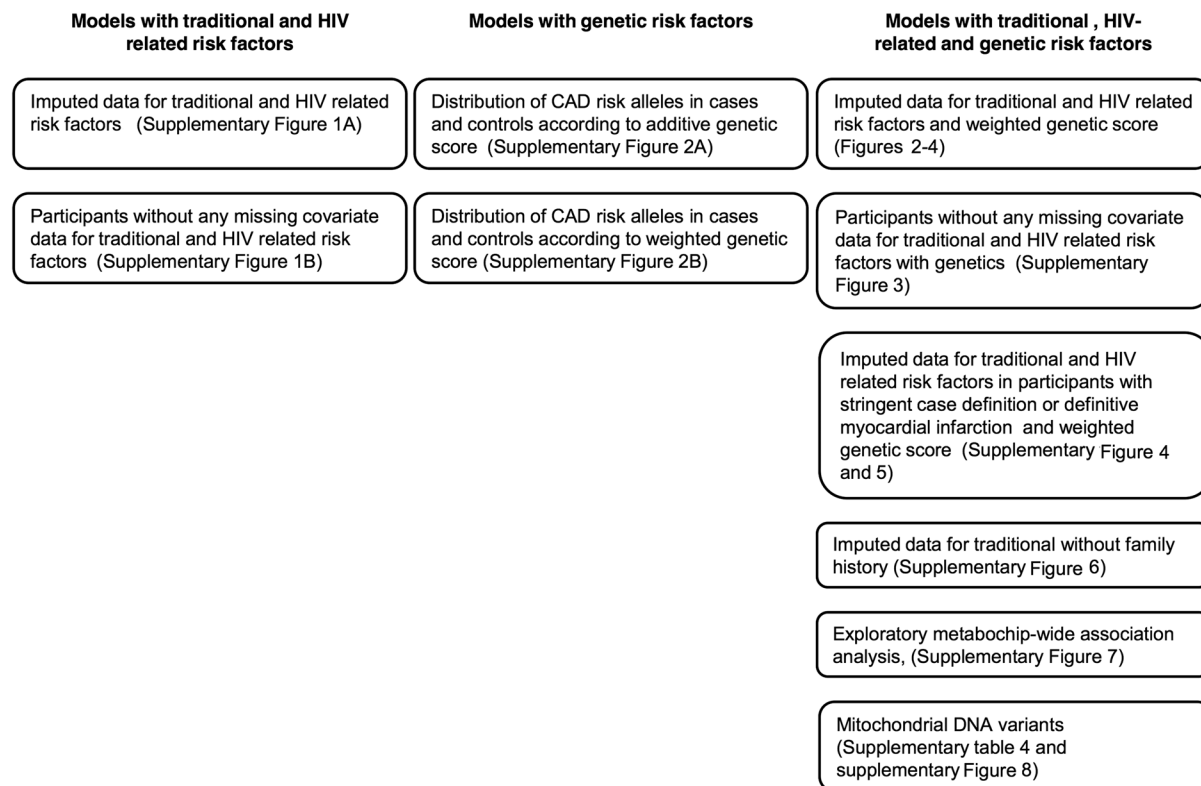 Models with traditional and HIV
related risk factors
Imputed data for traditional and HIV related
risk factors (Supplementary Figure 1A)
Participants without any missing covariate
data for traditional and HIV related risk
factors (Supplementary Figure 1B)
Models with genetic risk factors
Distribution of CAD risk alleles in cases
and controls according to additive genetic
score (Supplementary Figure 2A)
Distribution of CAD risk alleles in cases
and controls according to weighted genetic
score (Supplementary Figure 2B)
Models with traditional , HIV-
related and genetic risk factors
Imputed data for traditional and HIV related
risk factors and weighted genetic score
(Figures 2-4)
Participants without any missing covariate
data for traditional and HIV related risk
factors with genetics (Supplementary
Figure 3)
Imputed data for traditional and HIV
related risk factors in participants with
stringent case definition or definitive
myocardial infarction and weighted
genetic score (Supplementary Figure 4
and 5)
Imputed data for traditional without family
history (Supplementary Figure 6)
Exploratory metabochip-wide association
analysis, (Supplementary Figure 7)
Mitochondrial DNA variants
(Supplementary table 4 and
supplementary Figure 8)